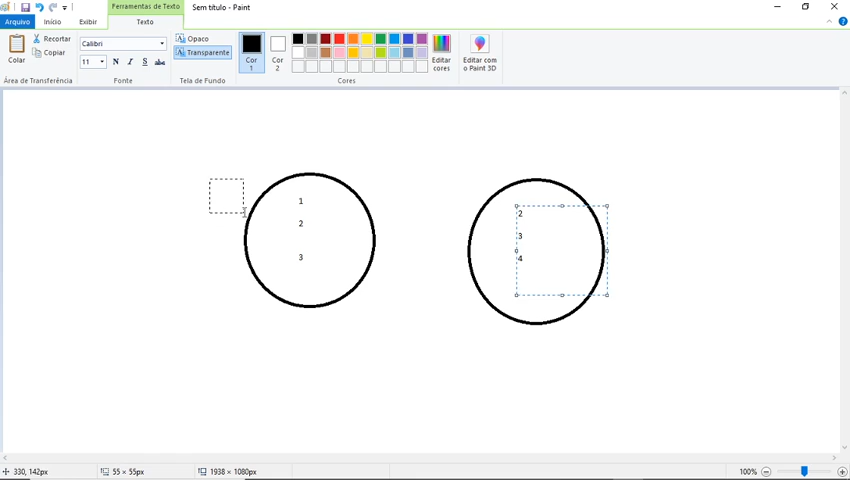 Ferramentas de Texto
Sem título - Paint
Arquivo
Início
Exibir
Texto
Colar
Recortar
Copiar
Área de Transferência
Calibri
11
N I S abc
Fonte
Opaco
Transparente
Tela de Fundo
Cor
1
Cor
2
Cores
Editar
cores
Editar com
o Paint 3D
1
2
3
2
3
4
330, 142px
55 × 55px
1938 × 1080px
100%